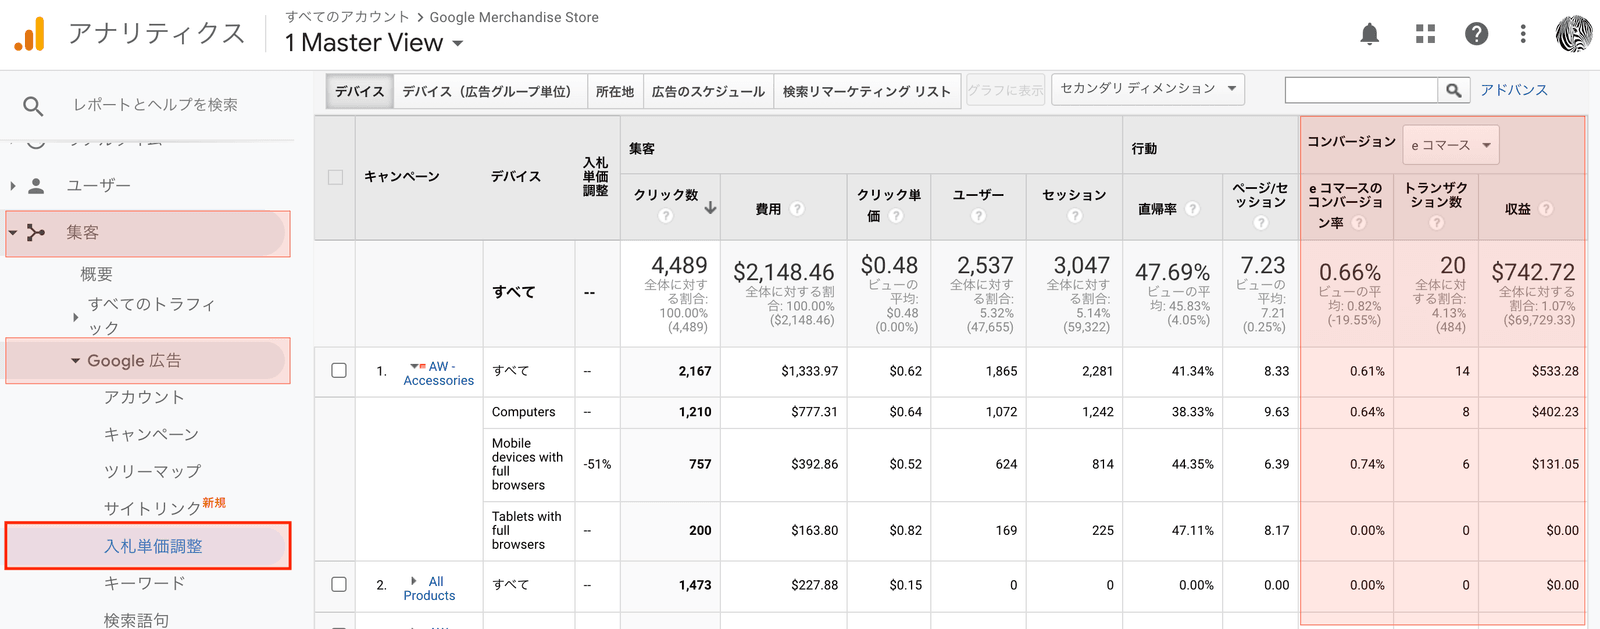 アナリティクス
すべてのアカウント > Google Merchandise Store
1 Master View
レポートとヘルプを検索
ユーザー
集客
概要
すべてのトラフィ
ック
Google 広告
アカウント
キャンペーン
ツリーマップ
サイトリンク 新規
入札単価調整
キーワード
検索語句
デバイス デバイス（広告グループ単位） 所在地 広告のスケジュール 検索リマーケティング リスト グラフに表示 セカンダリ ディメンション アドバンス
キャンペーン デバイス 入札単価調整
集客 行動 コンバージョン e コマース
クリック数 費用 クリック単価 ユーザー セッション 直帰率 ページ/セッション e コマースのコンバージョン率 トランザクション数 収益
すべて -- 4,489 $2,148.46 $0.48 2,537 3,047 47.69% 7.23 0.66% 20 $742.72
全体に対する割合: 100.00% (4,489)
全体に対する割合: 100.00% ($2,148.46)
ビューの平均: $0.48 (0.00%)
全体に対する割合: 5.32% (47,655)
全体に対する割合: 5.14% (59,322)
ビューの平均: 45.83% (4.05%)
ビューの平均: 7.21 (0.25%)
ビューの平均: 0.82% (-19.55%)
全体に対する割合: 4.13% (484)
全体に対する割合: 1.07% ($69,729.33)
1. AW - Accessories すべて -- 2,167 $1,333.97 $0.62 1,865 2,281 41.34% 8.33 0.61% 14 $533.28
Computers -- 1,210 $777.31 $0.64 1,072 1,242 38.33% 9.63 0.64% 8 $402.23
Mobile devices with full browsers -51% 757 $392.86 $0.52 624 814 44.35% 6.39 0.74% 6 $131.05
Tablets with full browsers -- 200 $163.80 $0.82 169 225 47.11% 8.17 0.00% 0 $0.00
2. All Products すべて -- 1,473 $227.88 $0.15 0 0 0.00% 0.00 0.00% 0 $0.00